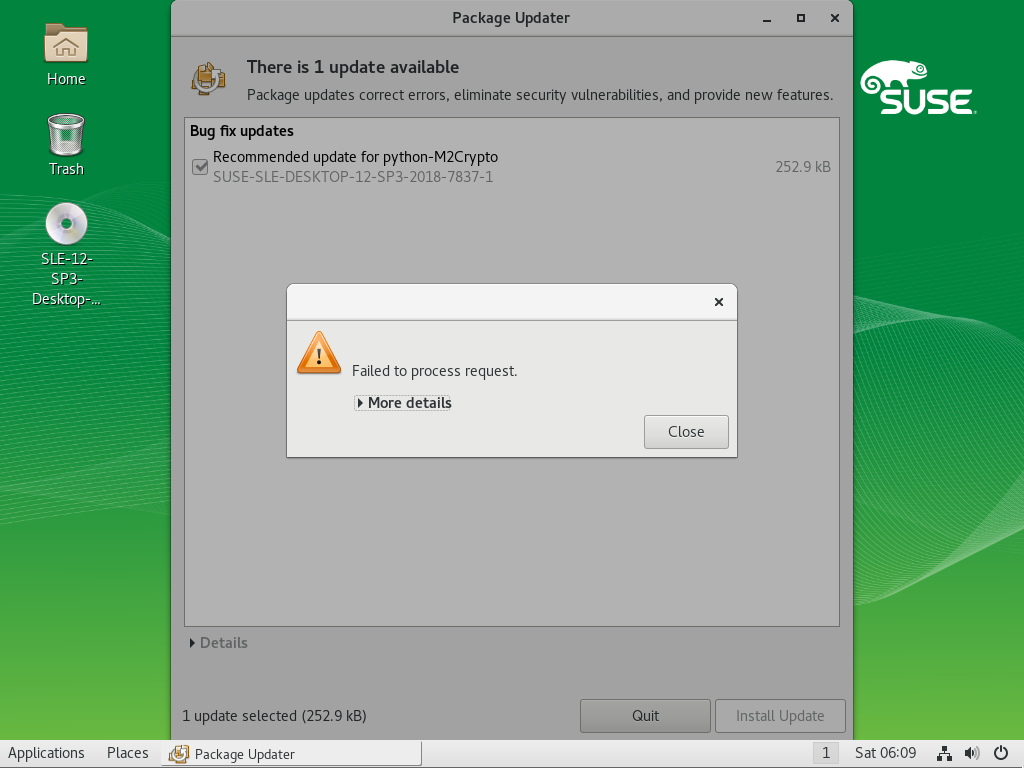 Package Updater
Home
Trash
SLE-12-
SP3-
Desktop-...
There is 1 update available
Package updates correct errors, eliminate security vulnerabilities, and provide new features.
SUSE
Bug fix updates
Recommended update for python-M2Crypto
SUSE-SLE-DESKTOP-12-SP3-2018-7837-1
252.9 kB
Failed to process request.
More details
Close
Details
1 update selected (252.9 kB)
Quit
Install Update
Applications
Places
Package Updater
1
Sat 06:09